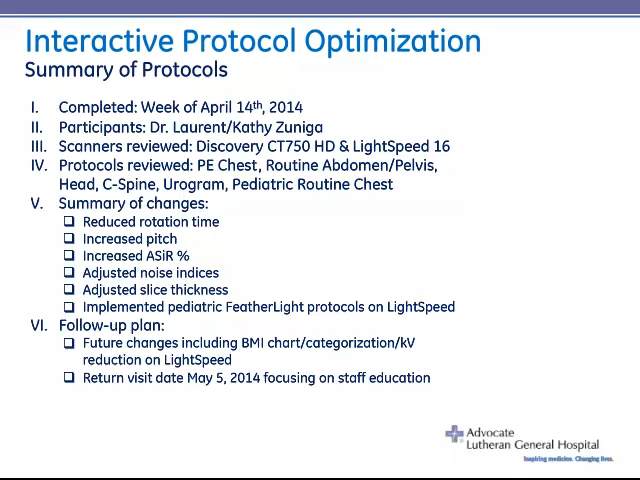 Interactive Protocol Optimization
Summary of Protocols
I. Completed: Week of April 14th, 2014
II. Participants: Dr. Laurent/Kathy Zuniga
III. Scanners reviewed: Discovery CT750 HD & LightSpeed 16
IV. Protocols reviewed: PE Chest, Routine Abdomen/Pelvis,
Head, C-Spine, Urogram, Pediatric Routine Chest
V. Summary of changes:
❑ Reduced rotation time
❑ Increased pitch
❑ Increased ASiR %
❑ Adjusted noise indices
❑ Adjusted slice thickness
❑ Implemented pediatric FeatherLight protocols on LightSpeed
VI. Follow-up plan:
❑ Future changes including BMI chart/categorization/kV
reduction on LightSpeed
❑ Return visit date May 5, 2014 focusing on staff education
Advocate
Lutheran General Hospital
Inspiring medicine. Changing lives.